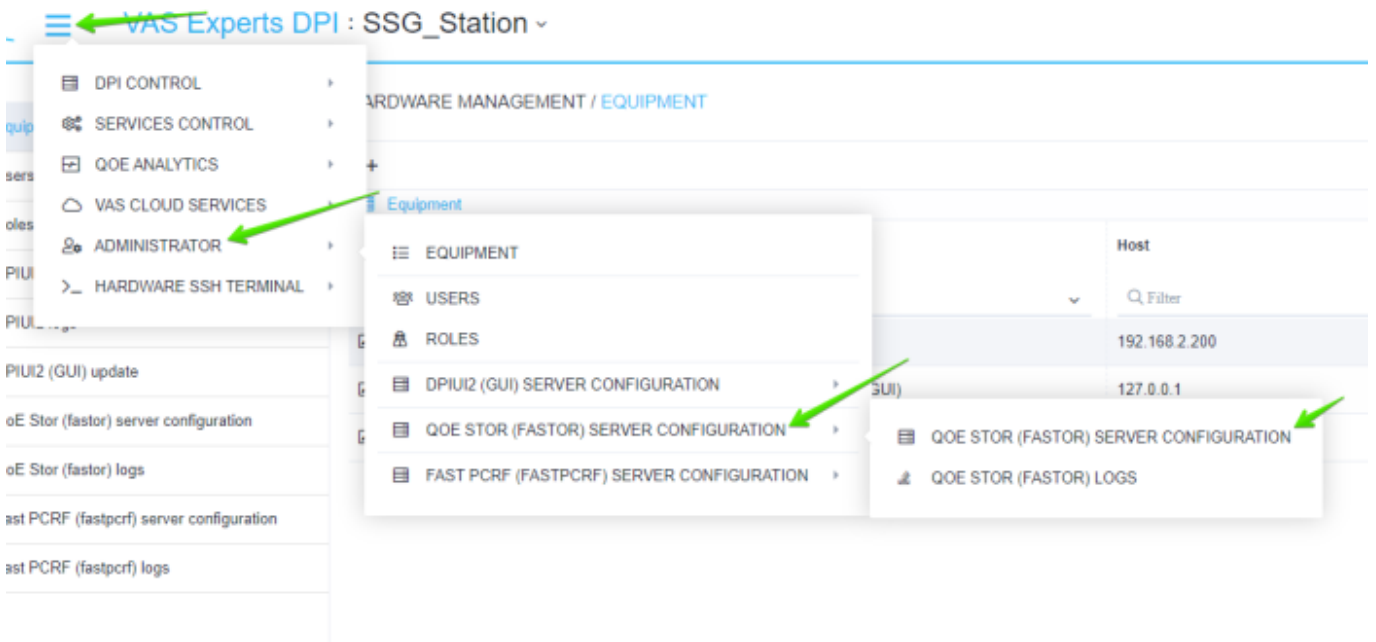 VAS Experts DPI : SSG_Station
DPI CONTROL
SERVICES CONTROL
QOE ANALYTICS
VAS CLOUD SERVICES
ADMINISTRATOR
HARDWARE SSH TERMINAL
ARDWARE MANAGEMENT / EQUIPMENT
+
Equipment
EQUIPMENT
USERS
ROLES
DPIUI2 (GUI) SERVER CONFIGURATION
QOE STOR (FASTOR) SERVER CONFIGURATION
FAST PCRF (FASTPCRF) SERVER CONFIGURATION
QOE STOR (FASTOR) SERVER CONFIGURATION
QOE STOR (FASTOR) LOGS
Host
Filter
192.168.2.200
GUI)
127.0.0.1
quip
sers
oles
PIUI
PIUI2 (GUI) update
oE Stor (fastor) server configuration
oE Stor (fastor) logs
ast PCRF (fastpcrf) server configuration
ast PCRF (fastpcrf) logs